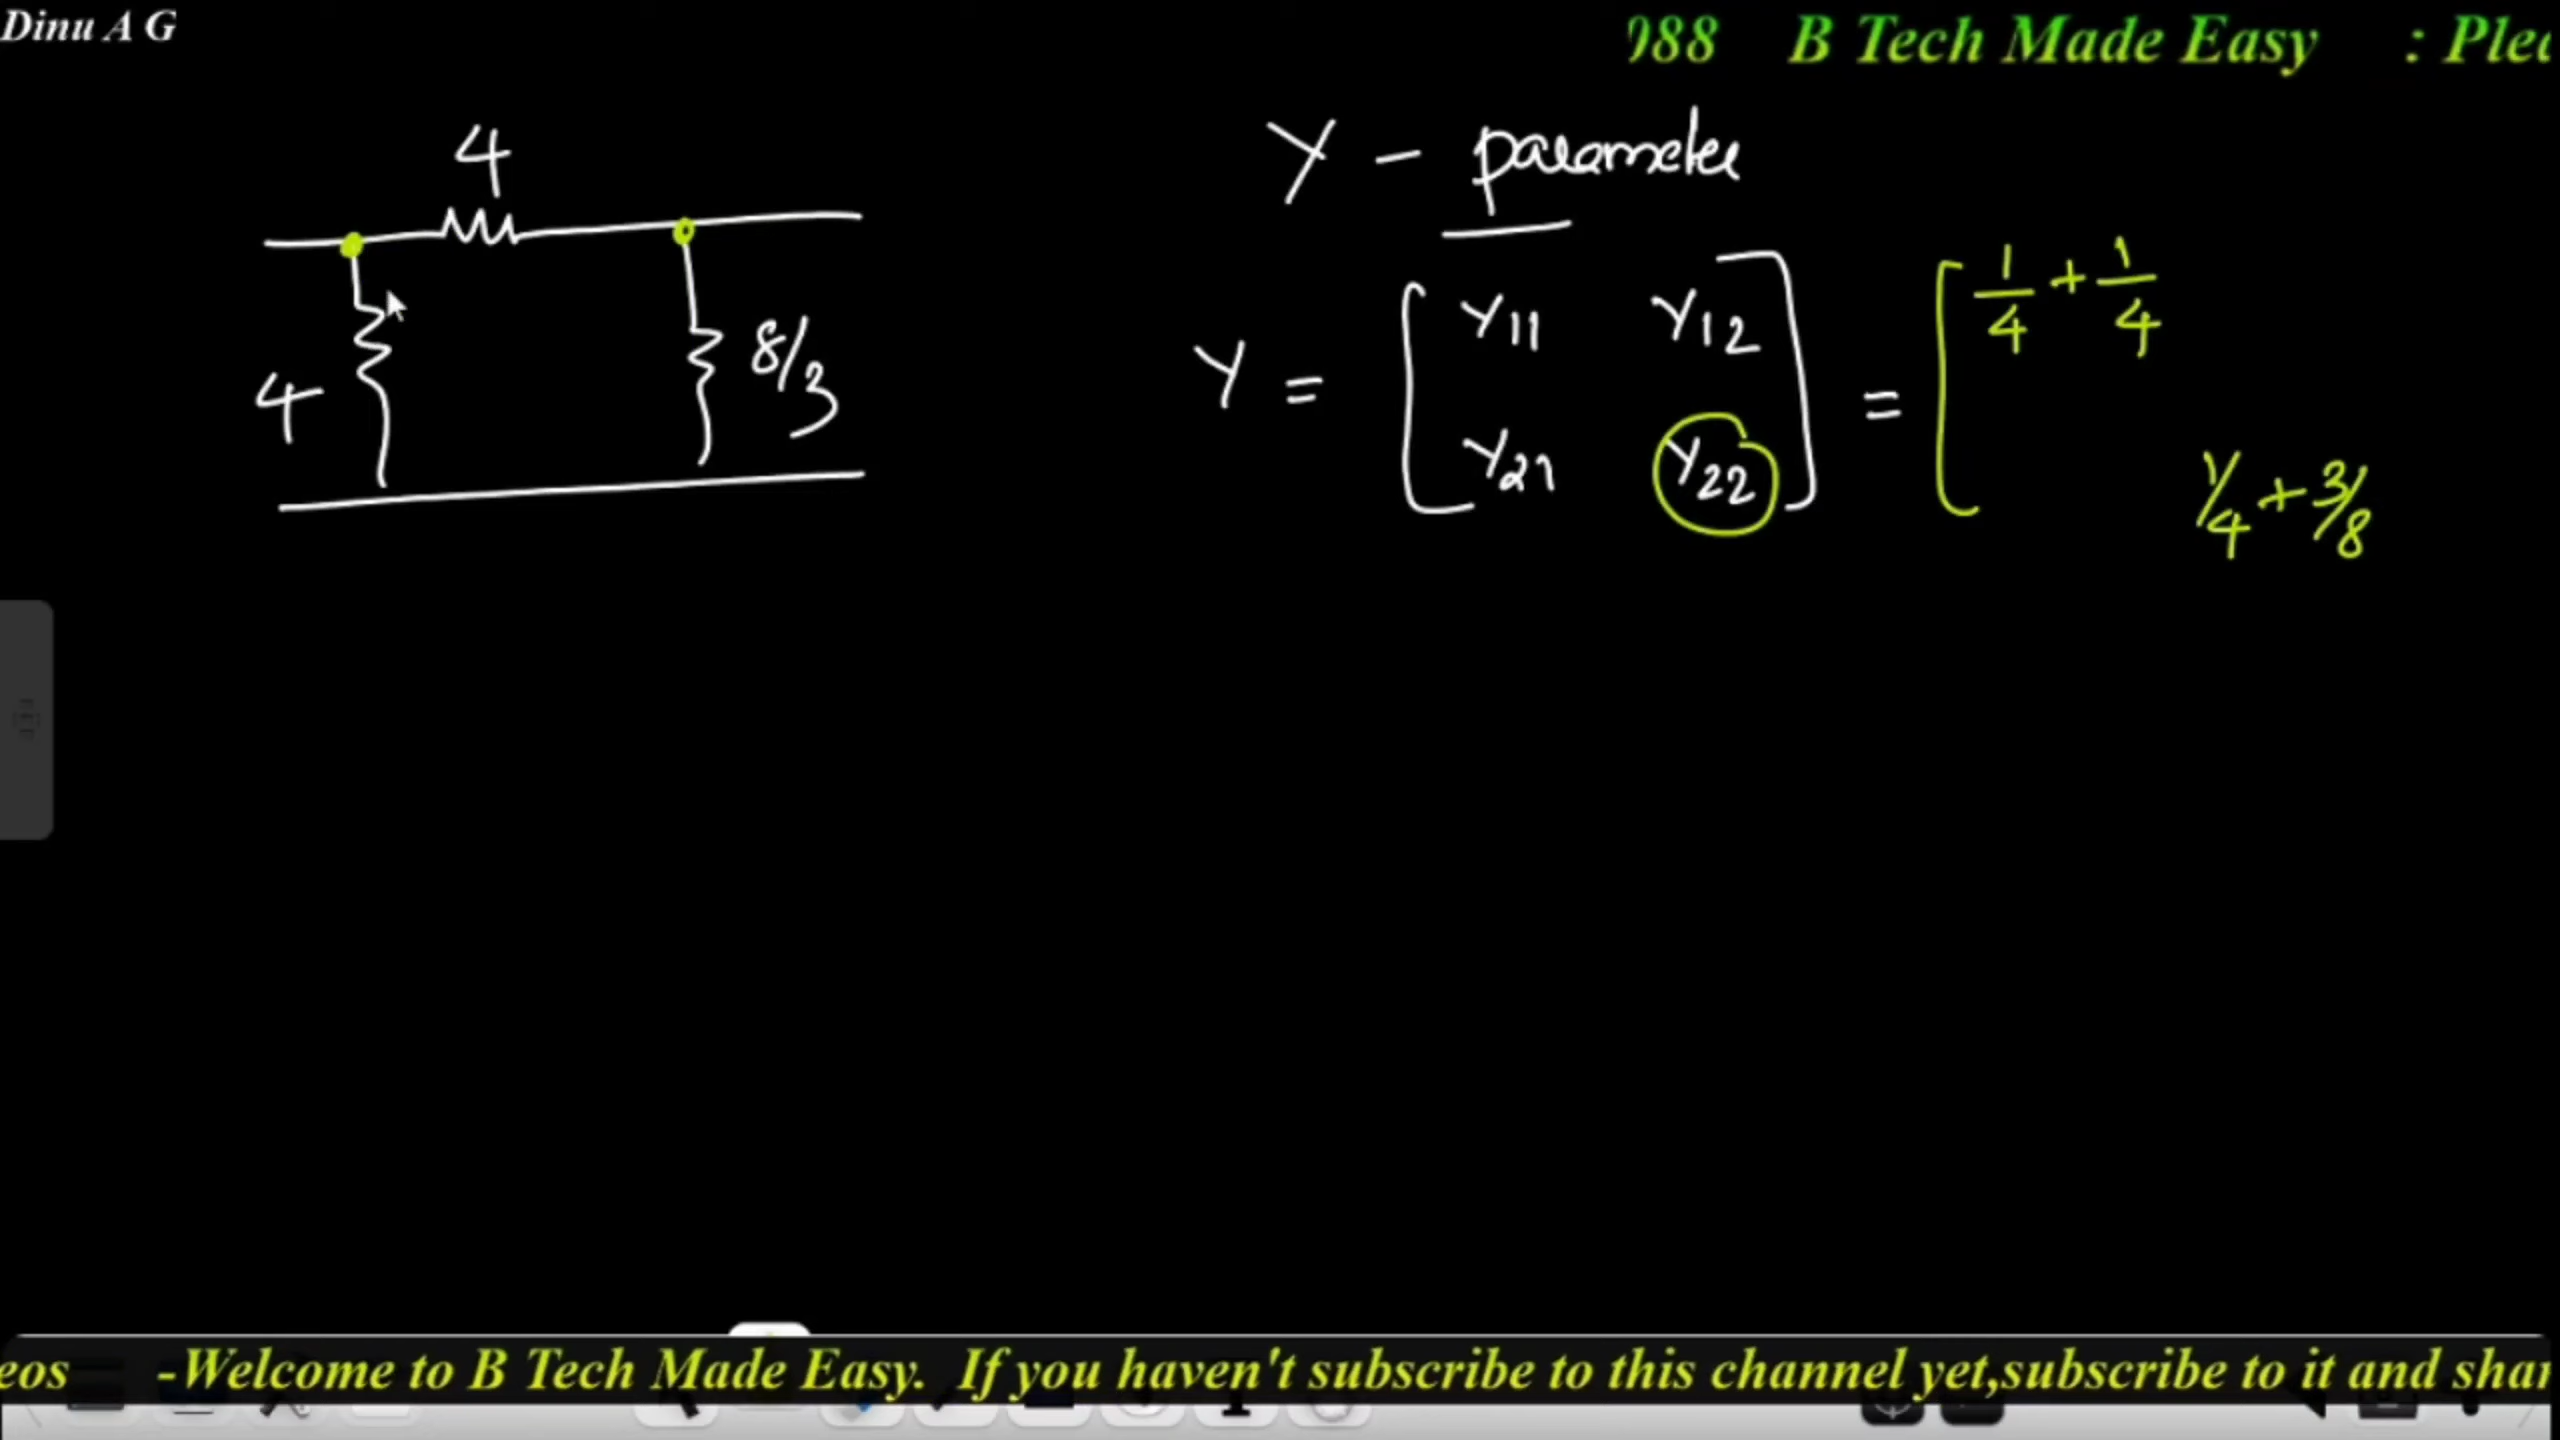 Dinu A G
988 B Tech Made Easy : Plea
4
4
8/3
Y - parameter
Y = [ Y11 Y12
Y21 Y22 ] = [ 1/4 + 1/4
1/4 + 3/8
eos -Welcome to B Tech Made Easy. If you haven't subscribe to this channel yet,subscribe to it and shar